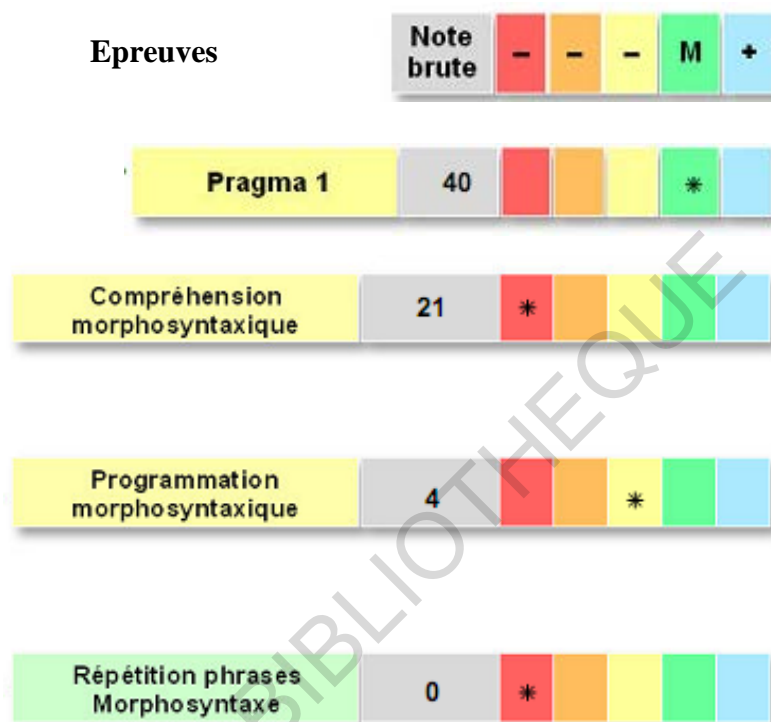 Epreuves
Note
brute
– – – M +
Pragma 1 40 *
Compréhension
morphosyntaxique 21 *
Programmation
morphosyntaxique 4 *
Répétition phrases
Morphosyntaxe 0 *
BIBLIOTHEQUE